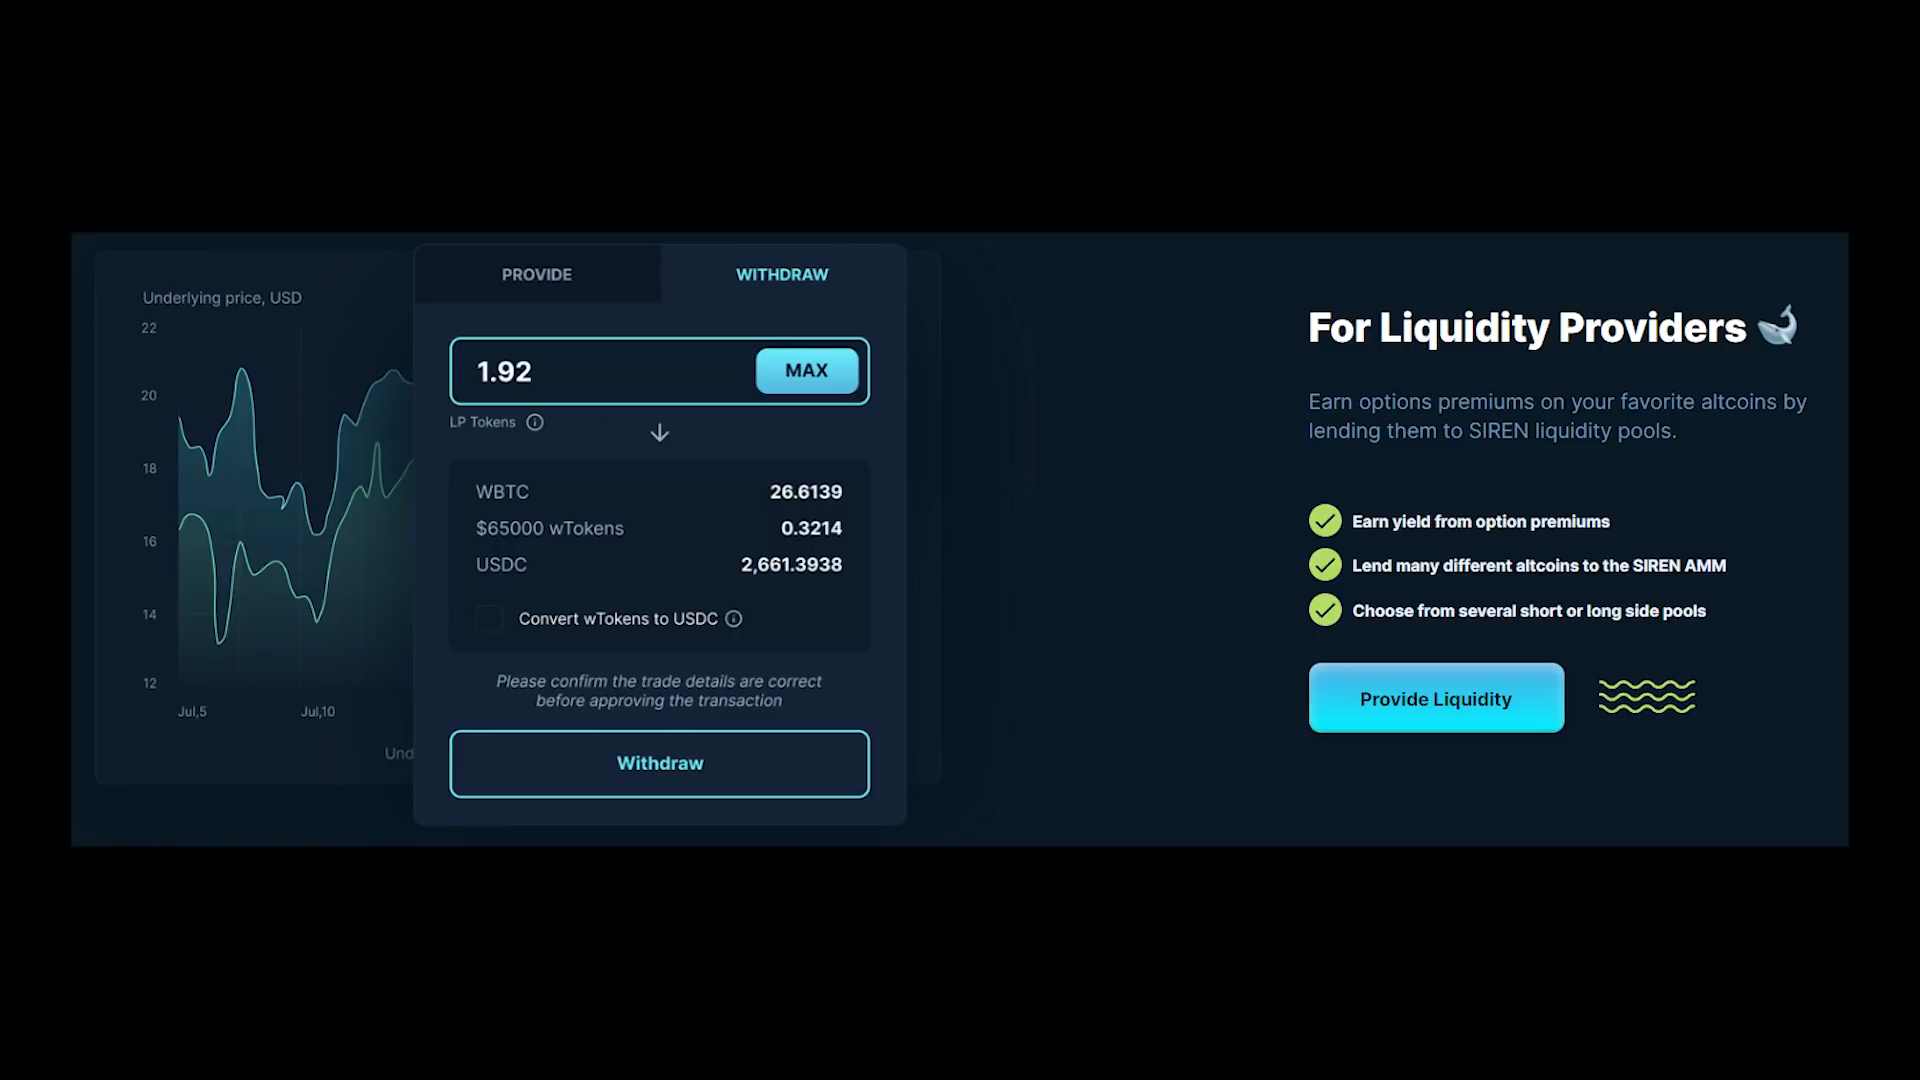 Underlying price, USD
22
20
18
16
14
12
Jul,5
Jul,10
PROVIDE
WITHDRAW
1.92
MAX
LP Tokens
WBTC 26.6139
$65000 wTokens 0.3214
USDC 2,661.3938
Convert wTokens to USDC
Please confirm the trade details are correct
before approving the transaction
Withdraw
For Liquidity Providers
Earn options premiums on your favorite altcoins by
lending them to SIREN liquidity pools.
Earn yield from option premiums
Lend many different altcoins to the SIREN AMM
Choose from several short or long side pools
Provide Liquidity